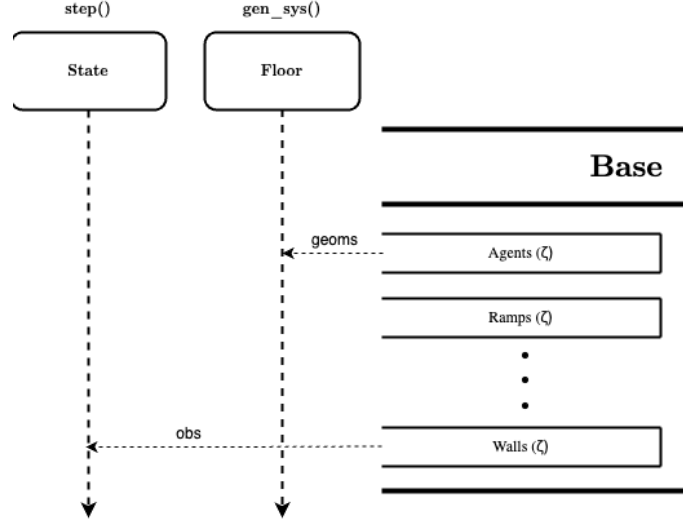 step()
gen_sys()
State
Floor
Base
geoms
Agents (ζ)
Ramps (ζ)
obs
Walls (ζ)